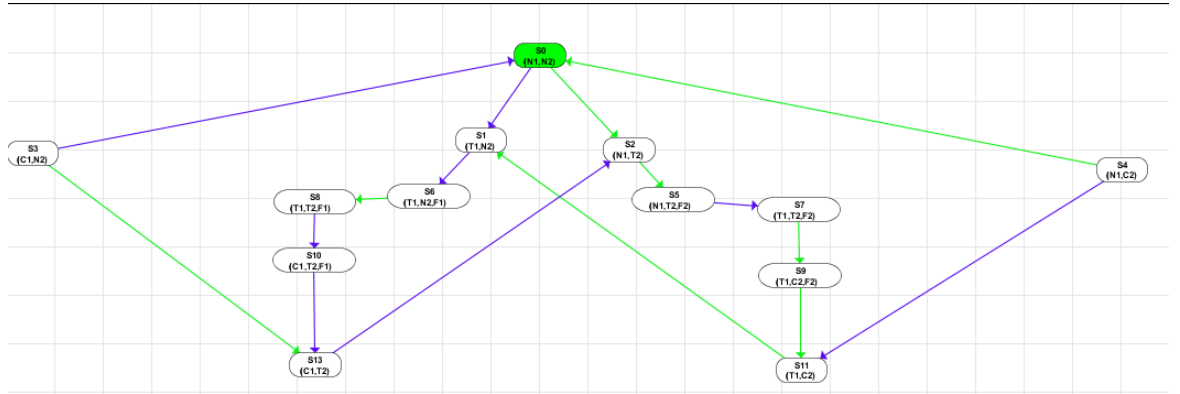 S0
(N1,N2)
S1
(T1,N2)
S2
(N1,T2)
S3
(C1,N2)
S4
(N1,C2)
S6
(T1,N2,F1)
S5
(N1,T2,F2)
S8
(T1,T2,F1)
S7
(T1,T2,F2)
S10
(C1,T2,F1)
S9
(T1,C2,F2)
S13
(C1,T2)
S11
(T1,C2)